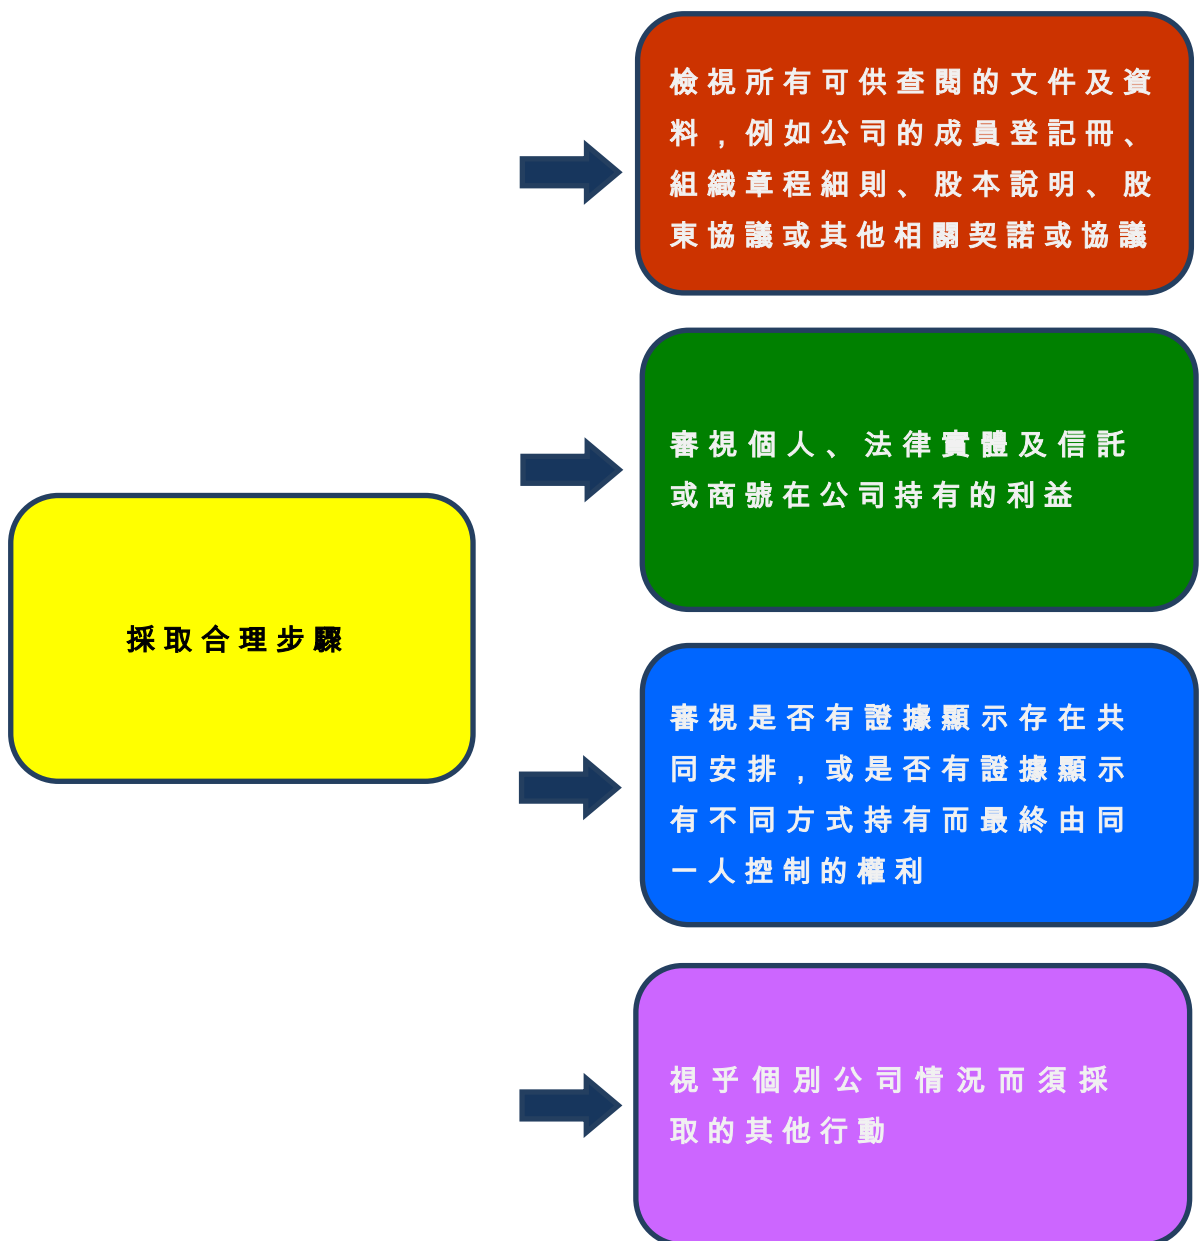 檢視所有可供查閱的文件及資
料，例如公司的成員登記冊、
組織章程細則、股本說明、股
東協議或其他相關契諾或協議
審視個人、法律實體及信託
或商號在公司持有的利益
採取合理步驟
審視是否有證據顯示存在共
同安排，或是否有證據顯示
有不同方式持有而最終由同
一人控制的權利
視乎個別公司情況而須採
取的其他行動